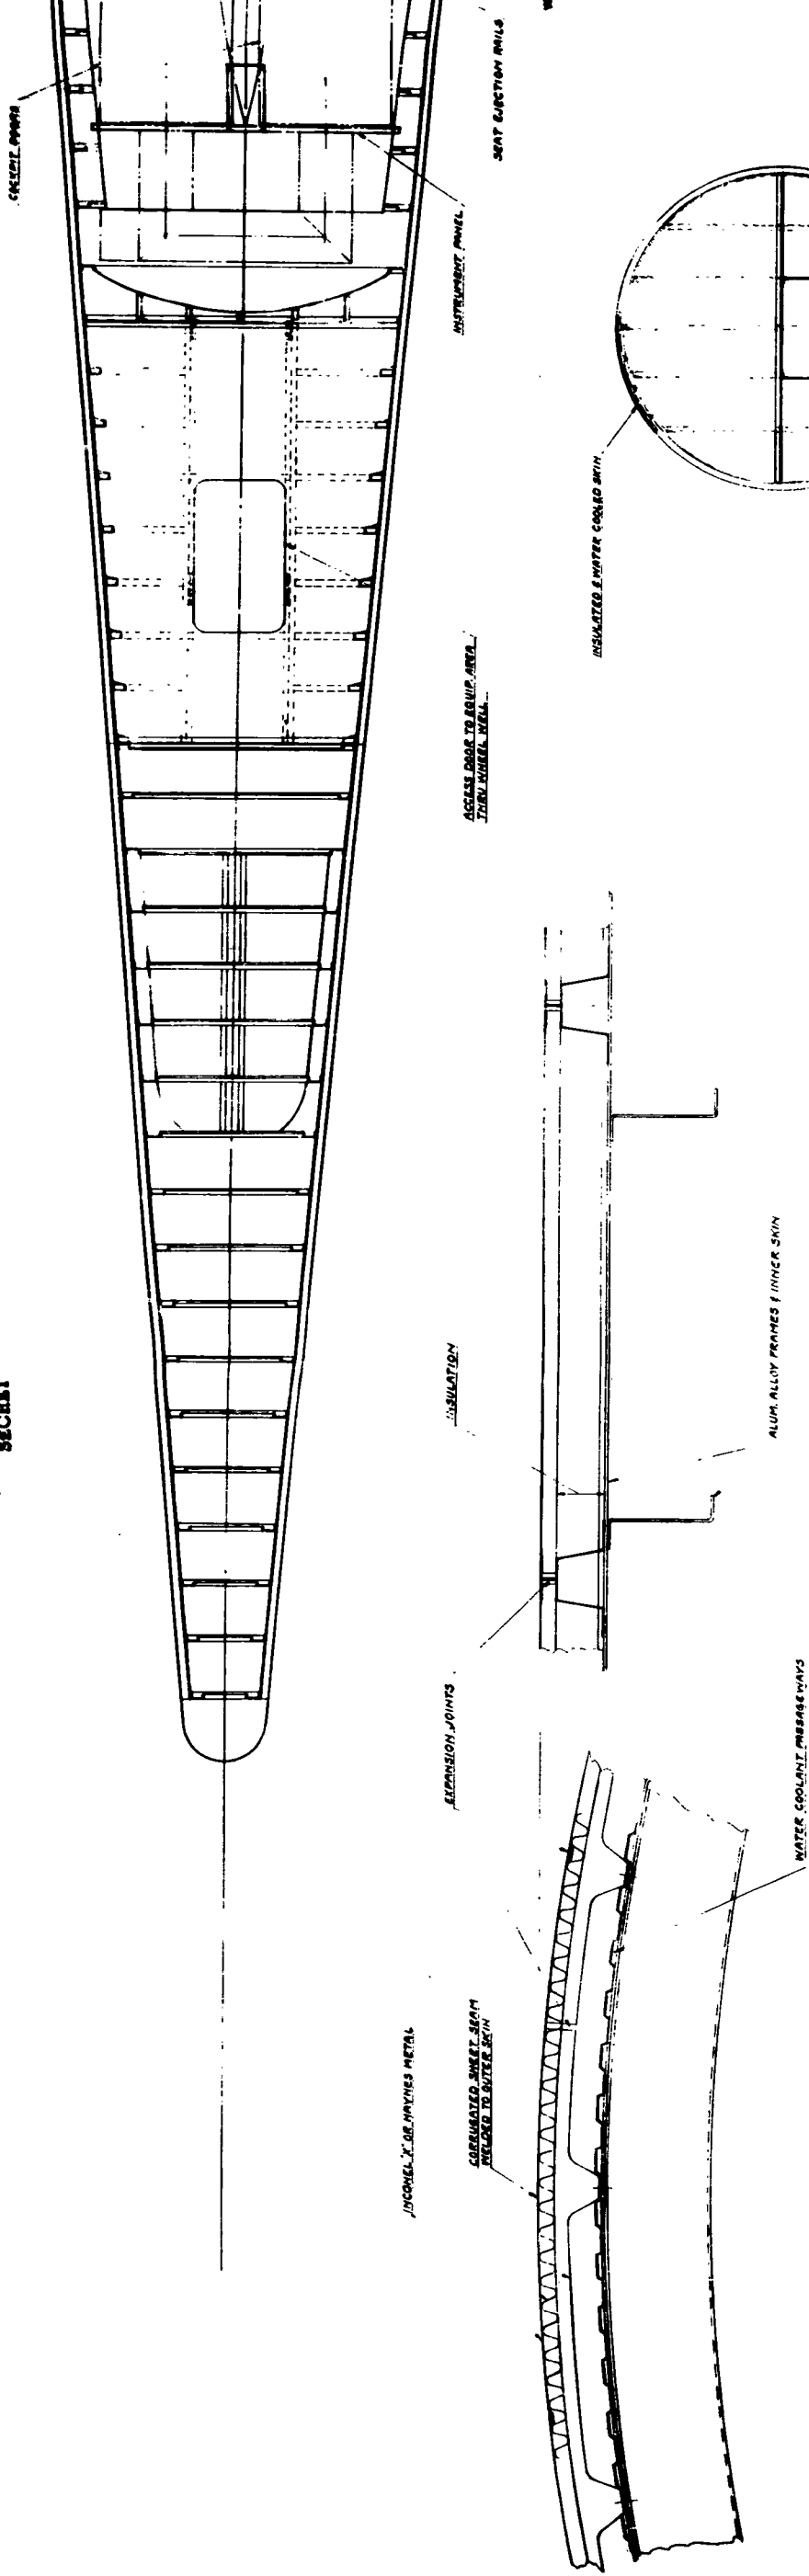 SECRET
COCKPIT
SEAT EJECTION RAILS
INSTRUMENT PANEL
INSULATED & WATER COOLED SKIN
ACCESS DOOR TO EQUIP. AREA
THRU WHEEL WELL
INSULATION
ALUM. ALLOY FRAMES & INNER SKIN
EXPANSION JOINTS
WATER COOLANT PASSAGEWAYS
INCONEL 'X' OR HAYNES METAL
CORRUGATED SHEET SEAM
WELDED TO OUTER SKIN